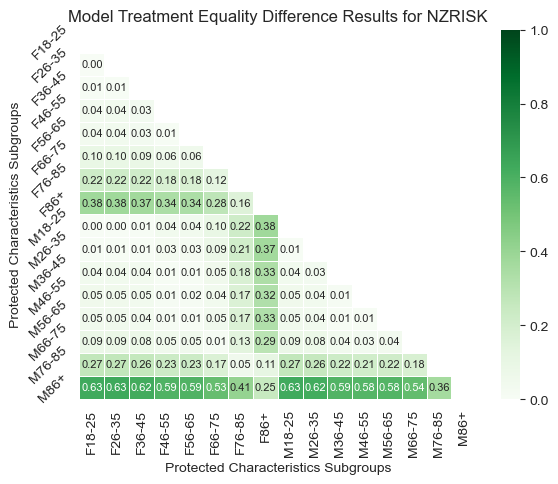 Model Treatment Equality Difference Results for NZRISK
Protected Characteristics Subgroups
F18-25
F26-35 0.00
F36-45 0.01 0.01
F46-55 0.04 0.04 0.03
F56-65 0.04 0.04 0.03 0.01
F66-75 0.10 0.10 0.09 0.06 0.06
F76-85 0.22 0.22 0.22 0.18 0.18 0.12
F86+ 0.38 0.38 0.37 0.34 0.34 0.28 0.16
M18-25 0.00 0.00 0.01 0.04 0.04 0.10 0.22 0.38
M26-35 0.01 0.01 0.01 0.03 0.03 0.09 0.21 0.37 0.01
M36-45 0.04 0.04 0.04 0.01 0.01 0.05 0.18 0.33 0.04 0.03
M46-55 0.05 0.05 0.05 0.01 0.02 0.04 0.17 0.32 0.05 0.04 0.01
M56-65 0.05 0.05 0.04 0.01 0.01 0.05 0.17 0.33 0.05 0.04 0.01 0.01
M66-75 0.09 0.09 0.08 0.05 0.05 0.01 0.13 0.29 0.09 0.08 0.04 0.03 0.04
M76-85 0.27 0.27 0.26 0.23 0.23 0.17 0.05 0.11 0.27 0.26 0.22 0.21 0.22 0.18
M86+ 0.63 0.63 0.62 0.59 0.59 0.53 0.41 0.25 0.63 0.62 0.59 0.58 0.58 0.54 0.36
F18-25 F26-35 F36-45 F46-55 F56-65 F66-75 F76-85 F86+ M18-25 M26-35 M36-45 M46-55 M56-65 M66-75 M76-85 M86+
Protected Characteristics Subgroups
1.0
0.8
0.6
0.4
0.2
0.0